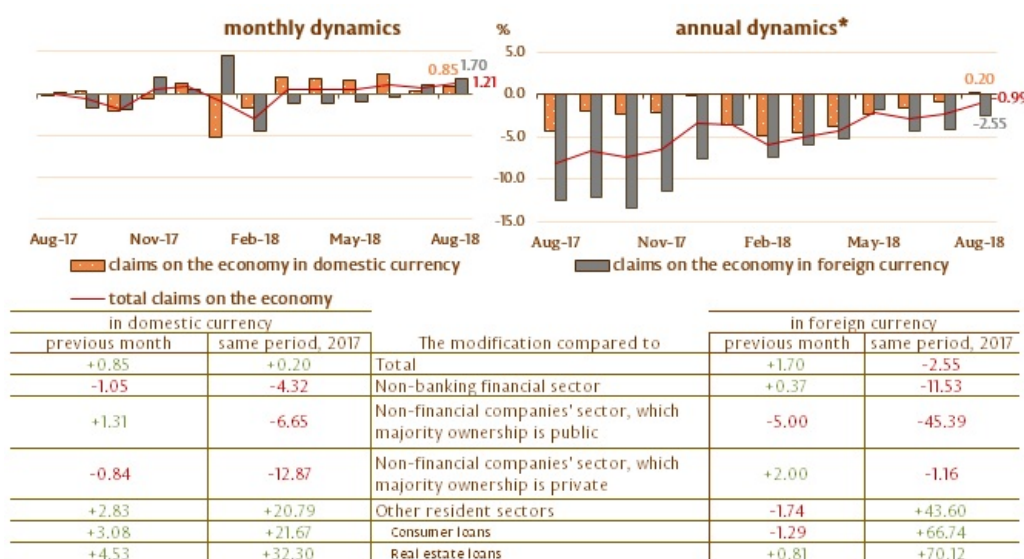 monthly dynamics
%
annual dynamics*
5.0
0.0
-5.0
-10.0
-15.0
0.85
1.70
1.21
0.20
-0.99
-2.55
Aug-17 Nov-17 Feb-18 May-18 Aug-18
Aug-17 Nov-17 Feb-18 May-18 Aug-18
claims on the economy in domestic currency
claims on the economy in foreign currency
total claims on the economy
in domestic currency in foreign currency
previous month same period, 2017 The modification compared to previous month same period, 2017
+0.85 +0.20 Total +1.70 -2.55
-1.05 -4.32 Non-banking financial sector +0.37 -11.53
+1.31 -6.65 Non-financial companies' sector, which
majority ownership is public -5.00 -45.39
-0.84 -12.87 Non-financial companies' sector, which
majority ownership is private +2.00 -1.16
+2.83 +20.79 Other resident sectors -1.74 +43.60
+3.08 +21.67 Consumer loans -1.29 +66.74
+4.53 +32.30 Real estate loans +0.81 +70.12